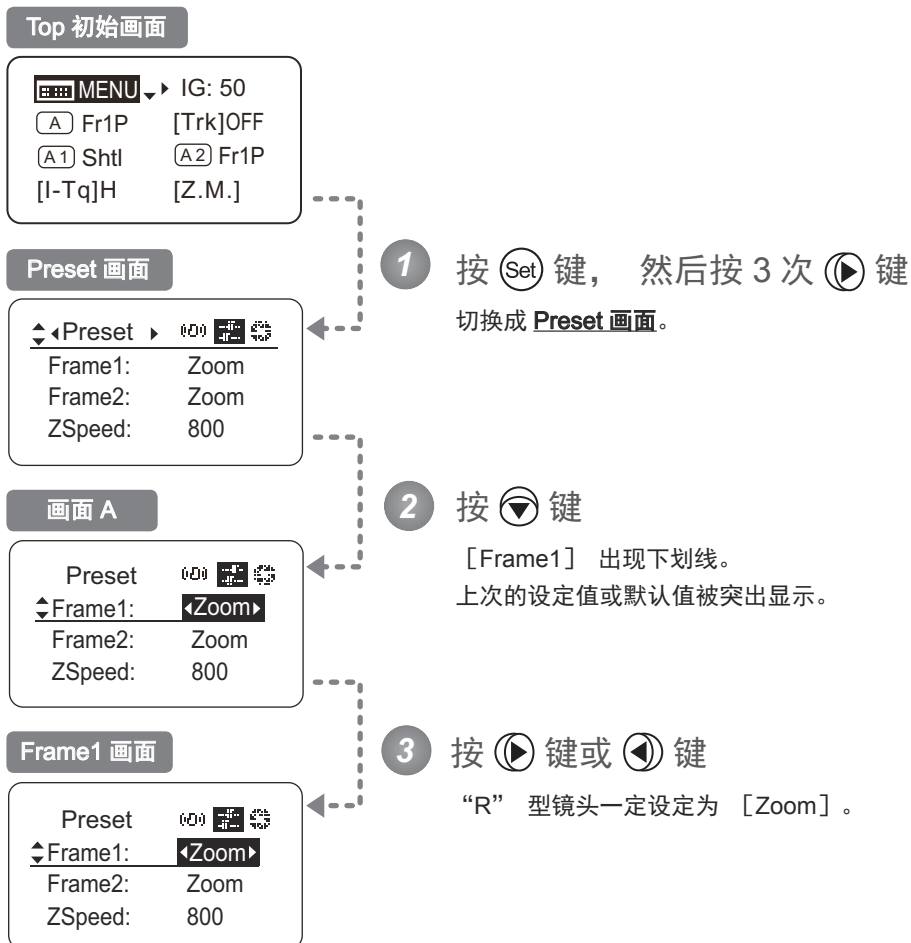 Top 初始画面
MENU IG: 50
A Fr1P [Trk]OFF
A1 Shtl A2 Fr1P
[I-Tq]H [Z.M.]
Preset 画面
Preset
Frame1: Zoom
Frame2: Zoom
ZSpeed: 800
1 按 Set 键， 然后按 3 次 键
切换成 Preset 画面。
画面 A
Preset
Frame1: Zoom
Frame2: Zoom
ZSpeed: 800
2 按 键
［Frame1］ 出现下划线。
上次的设定值或默认值被突出显示。
Frame1 画面
Preset
Frame1: Zoom
Frame2: Zoom
ZSpeed: 800
3 按 键或 键
“R” 型镜头一定设定为 ［Zoom］。